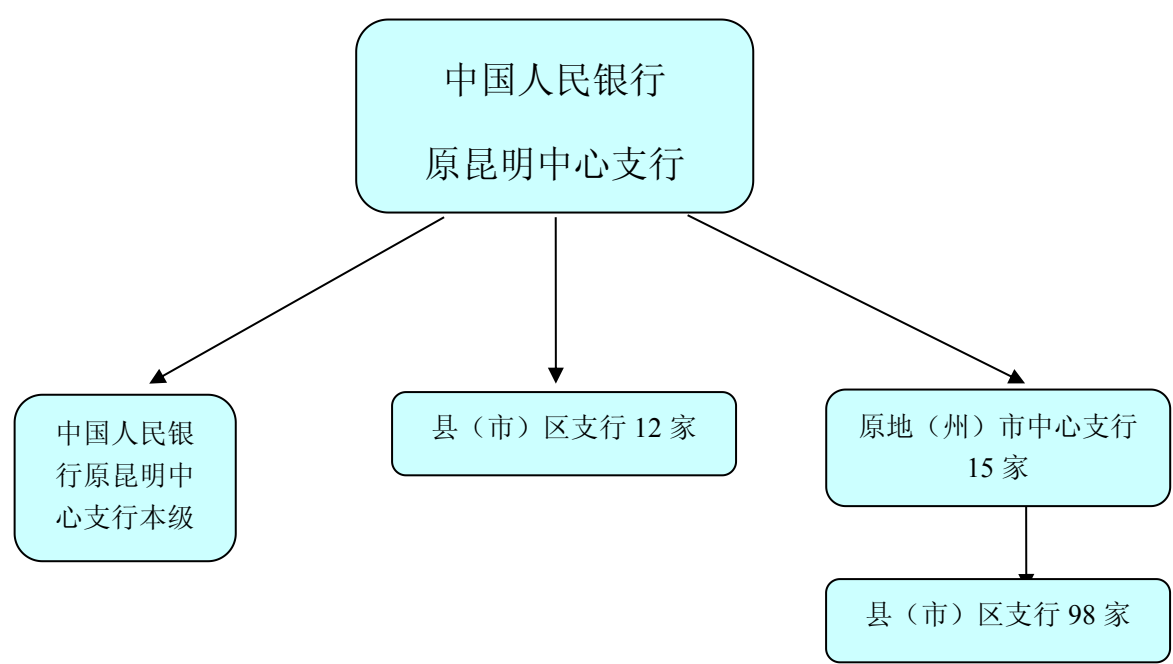 中国人民银行
原昆明中心支行
中国人民银
行原昆明中
心支行本级
县（市）区支行 12 家
原地（州）市中心支行
15 家
县（市）区支行 98 家